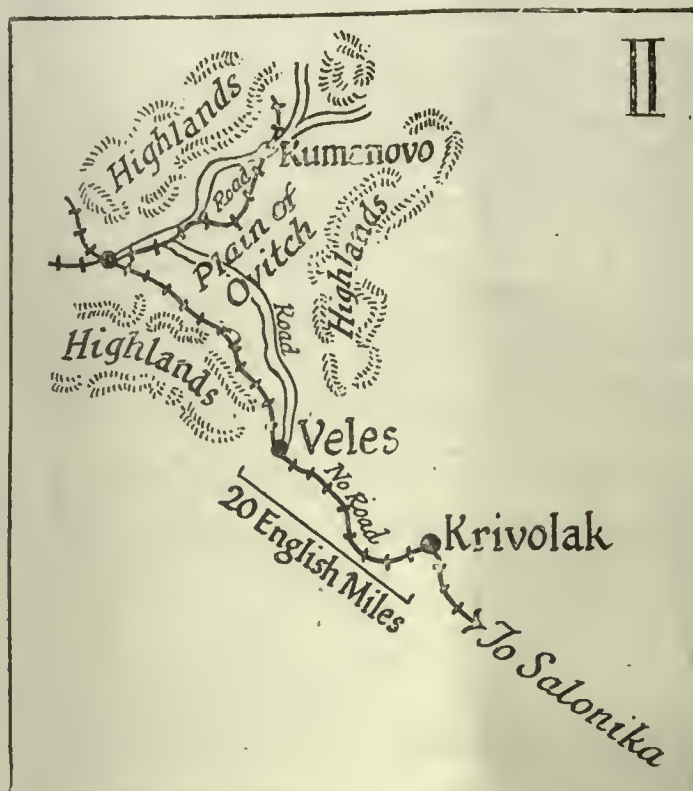 II
Highlands
Kumanovo
Road
Plain of
Ovitch
Highlands
Road
Highlands
Veles
No Road
20 English Miles
Krivolak
To Salonika